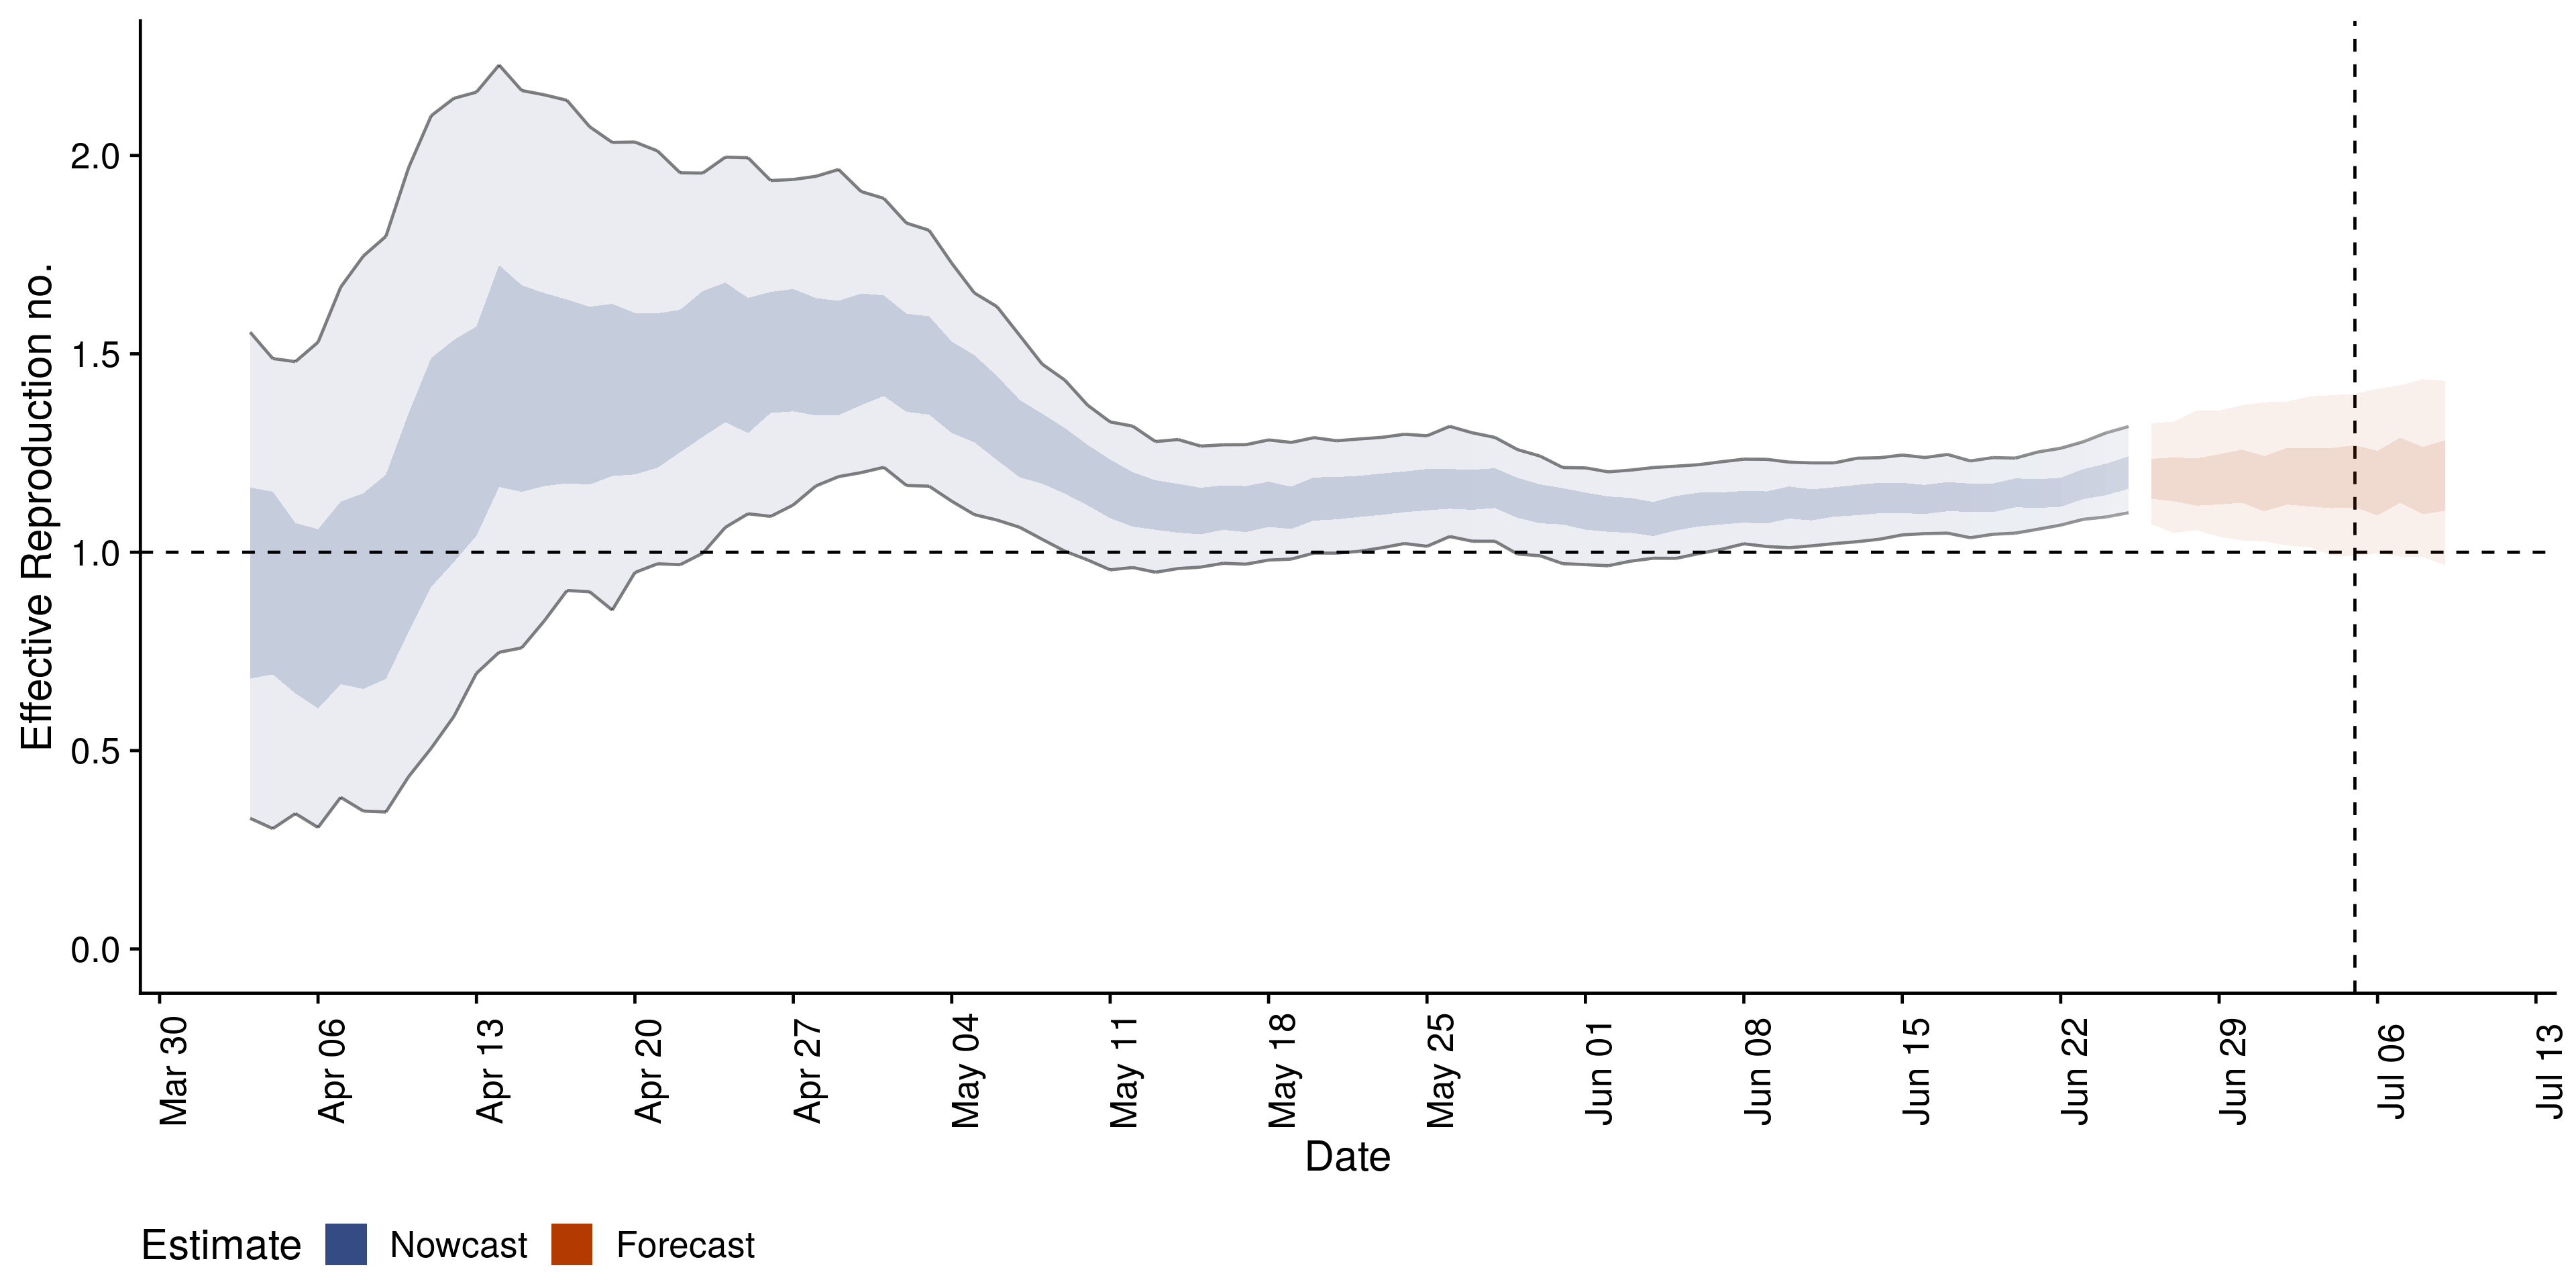 Effective Reproduction no.
2.0
1.5
1.0
0.5
0.0
Mar 30
Apr 06
Apr 13
Apr 20
Apr 27
May 04
May 11
May 18
May 25
Jun 01
Jun 08
Jun 15
Jun 22
Jun 29
Jul 06
Jul 13
Date
Estimate Nowcast Forecast